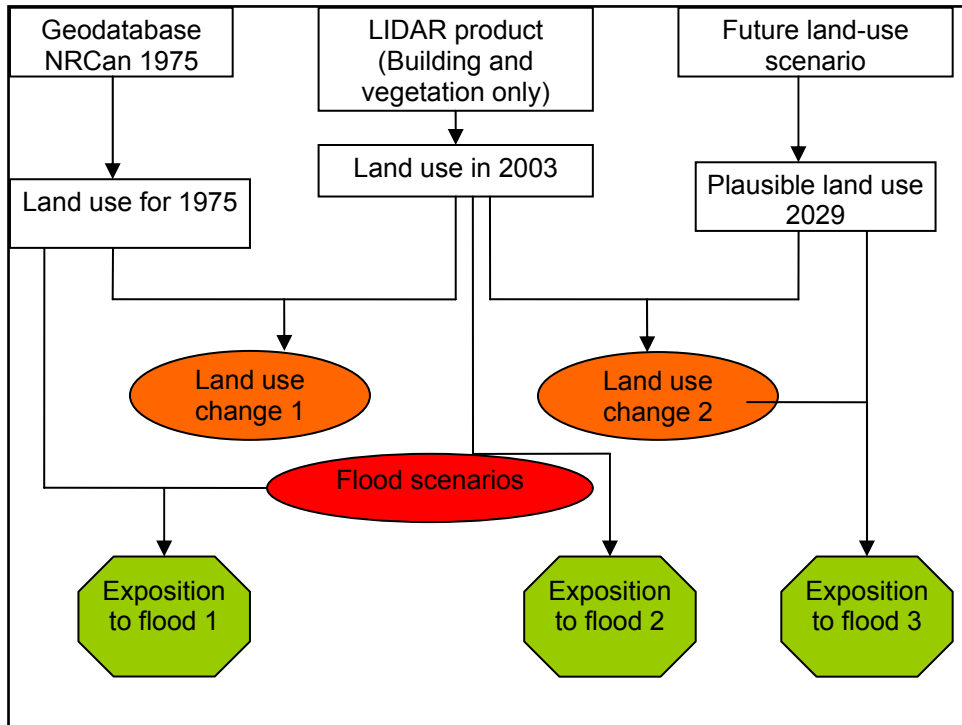 Geodatabase
NRCan 1975
LIDAR product
(Building and
vegetation only)
Future land-use
scenario
Land use for 1975
Land use in 2003
Plausible land use
2029
Land use
change 1
Land use
change 2
Flood scenarios
Exposition
to flood 1
Exposition
to flood 2
Exposition
to flood 3